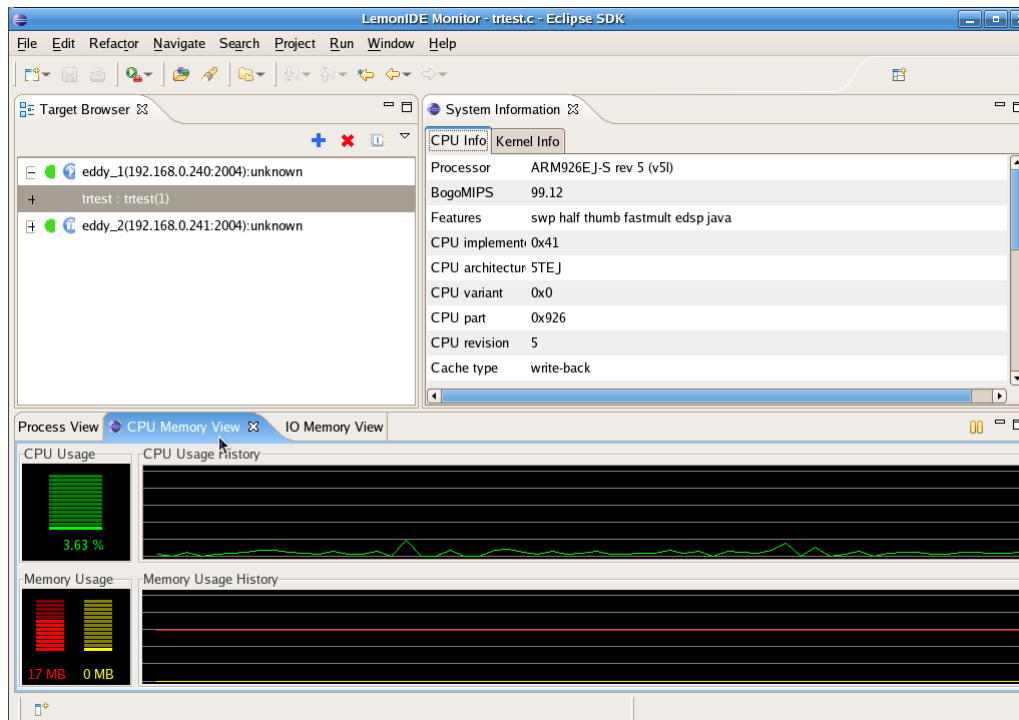 LemonIDE Monitor - trtest.c - Eclipse SDK
File Edit Refactor Navigate Search Project Run Window Help
Target Browser
System Information
CPU Info Kernel Info
eddy_1(192.168.0.240:2004):unknown
trtest : trtest(1)
eddy_2(192.168.0.241:2004):unknown
Processor ARM926EJ-S rev 5 (v5l)
BogoMIPS 99.12
Features swp half thumb fastmult edsp java
CPU implemente 0x41
CPU architectur 5TEJ
CPU variant 0x0
CPU part 0x926
CPU revision 5
Cache type write-back
Process View CPU Memory View IO Memory View
CPU Usage CPU Usage History
3.63 %
Memory Usage Memory Usage History
17 MB 0 MB